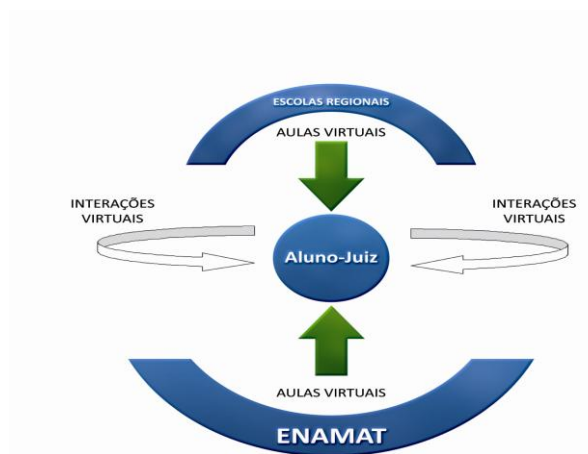 ESCOLAS REGIONAIS
AULAS VIRTUAIS
INTERAÇÕES
VIRTUAIS
INTERAÇÕES
VIRTUAIS
Aluno-Juiz
AULAS VIRTUAIS
ENAMAT